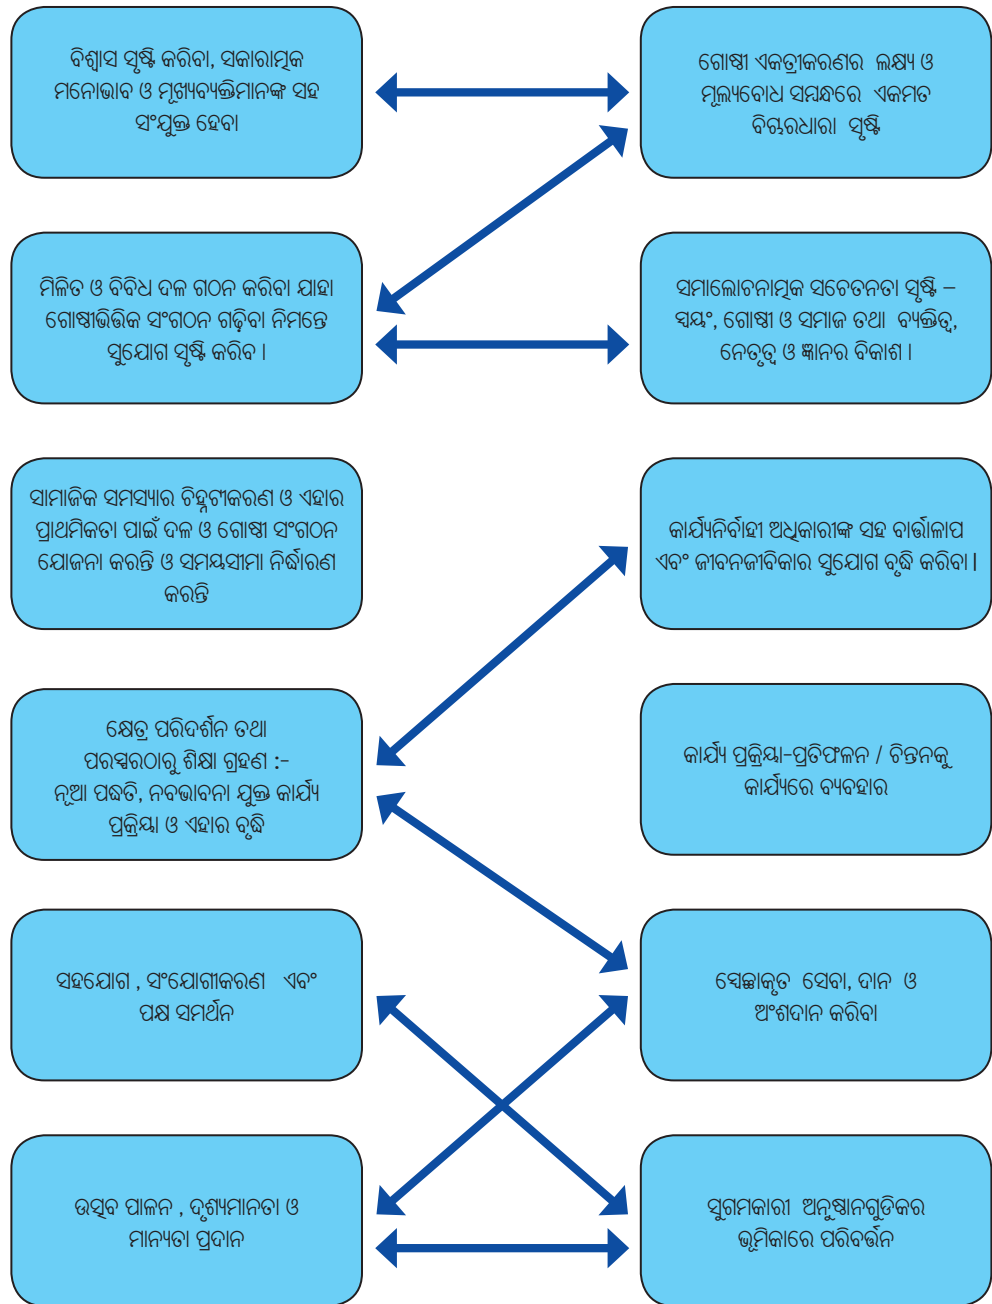 ବିଶ୍ୱାସ ସୃଷ୍ଟି କରିବା, ସକାରାତ୍ମକ
ମନୋଭାବ ଓ ମୂଖ୍ୟବ୍ୟକ୍ତିମାନଙ୍କ ସହ
ସଂଯୁକ୍ତ ହେବା
ଗୋଷ୍ଠୀ ଏକତ୍ରୀକରଣର ଲକ୍ଷ୍ୟ ଓ
ମୂଲ୍ୟବୋଧ ସମ୍ବନ୍ଧରେ ଏକମତ
ବିଚାରଧାରା ସୃଷ୍ଟି
ମିଳିତ ଓ ବିବିଧ ଦଳ ଗଠନ କରିବା ଯାହା
ଗୋଷ୍ଠୀଭିତ୍ତିକ ସଂଗଠନ ଗଢ଼ିବା ନିମନ୍ତେ
ସୁଯୋଗ ସୃଷ୍ଟି କରିବ ।
ସମାଲୋଚନାତ୍ମକ ସଚେତନତା ସୃଷ୍ଟି –
ସ୍ୱୟଂ, ଗୋଷ୍ଠୀ ଓ ସମାଜ ତଥା ବ୍ୟକ୍ତିତ୍ୱ,
ନେତୃତ୍ୱ ଓ ଜ୍ଞାନର ବିକାଶ ।
ସାମାଜିକ ସମସ୍ୟାର ଚିହ୍ନଟୀକରଣ ଓ ଏହାର
ପ୍ରାଥମିକତା ପାଇଁ ଦଳ ଓ ଗୋଷ୍ଠୀ ସଂଗଠନ
ଯୋଜନା କରନ୍ତି ଓ ସମୟସୀମା ନିର୍ଦ୍ଧାରଣ
କରନ୍ତି
କାର୍ଯ୍ୟନିର୍ବାହୀ ଅଧିକାରୀଙ୍କ ସହ ବାର୍ତ୍ତାଳାପ
ଏବଂ ଜୀବନଜୀବିକାର ସୁଯୋଗ ବୃଦ୍ଧି କରିବା |
କ୍ଷେତ୍ର ପରିଦର୍ଶନ ତଥା
ପରସ୍ପରଠାରୁ ଶିକ୍ଷା ଗ୍ରହଣ :-
ନୂଆ ପଦ୍ଧତି, ନବଭାବନା ଯୁକ୍ତ କାର୍ଯ୍ୟ
ପ୍ରକ୍ରିୟା ଓ ଏହାର ବୃଦ୍ଧି
କାର୍ଯ୍ୟ ପ୍ରକ୍ରିୟା-ପ୍ରତିଫଳନ / ଚିନ୍ତନକୁ
କାର୍ଯ୍ୟରେ ବ୍ୟବହାର
ସହଯୋଗ , ସଂଯୋଗୀକରଣ ଏବଂ
ପକ୍ଷ ସମର୍ଥନ
ସ୍ୱେଚ୍ଛାକୃତ ସେବା, ଦାନ ଓ
ଅଂଶଦାନ କରିବା
ଉତ୍ସବ ପାଳନ , ଦୃଶ୍ୟମାନତା ଓ
ମାନ୍ୟତା ପ୍ରଦାନ
ସୁଗମକାରୀ ଅନୁଷ୍ଠାନଗୁଡିକର
ଭୂମିକାରେ ପରିବର୍ତ୍ତନ